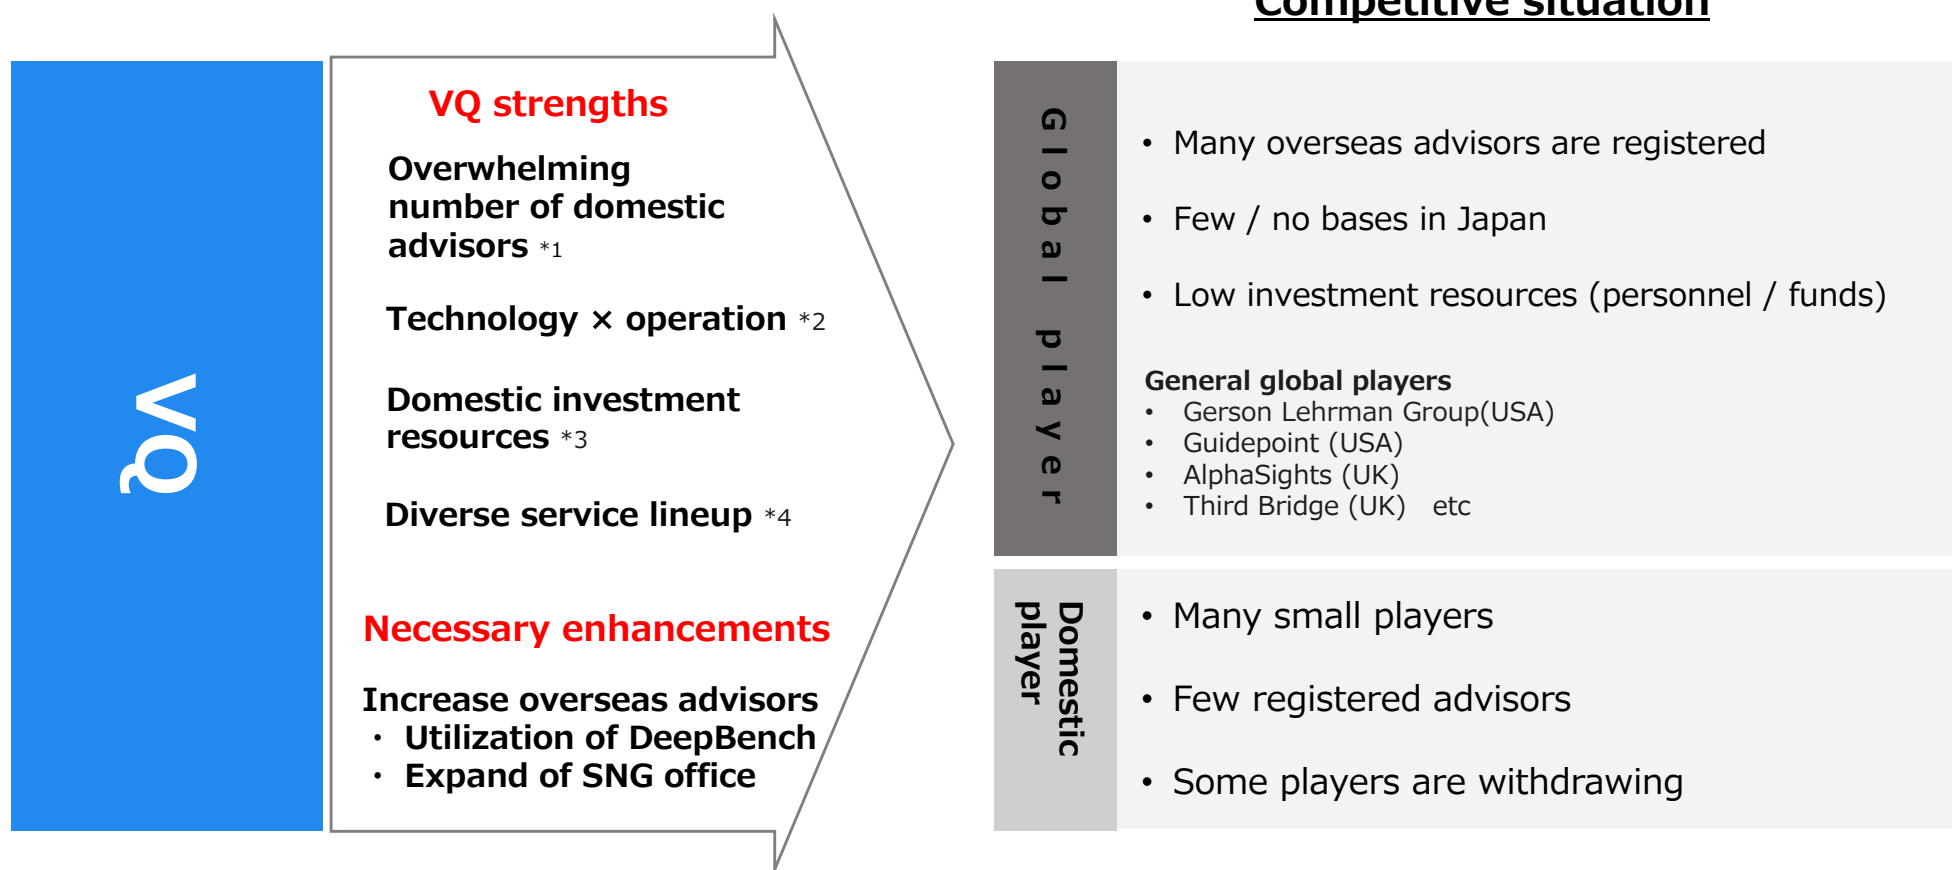 Competitive situation
VQ
VQ strengths
Overwhelming
number of domestic
advisors *1
Technology × operation *2
Domestic investment
resources *3
Diverse service lineup *4
Necessary enhancements
Increase overseas advisors
・ Utilization of DeepBench
・ Expand of SNG office
Global player
• Many overseas advisors are registered
• Few / no bases in Japan
• Low investment resources (personnel / funds)
General global players
• Gerson Lehrman Group(USA)
• Guidepoint (USA)
• AlphaSights (UK)
• Third Bridge (UK) etc
Domestic
player
• Many small players
• Few registered advisors
• Some players are withdrawing